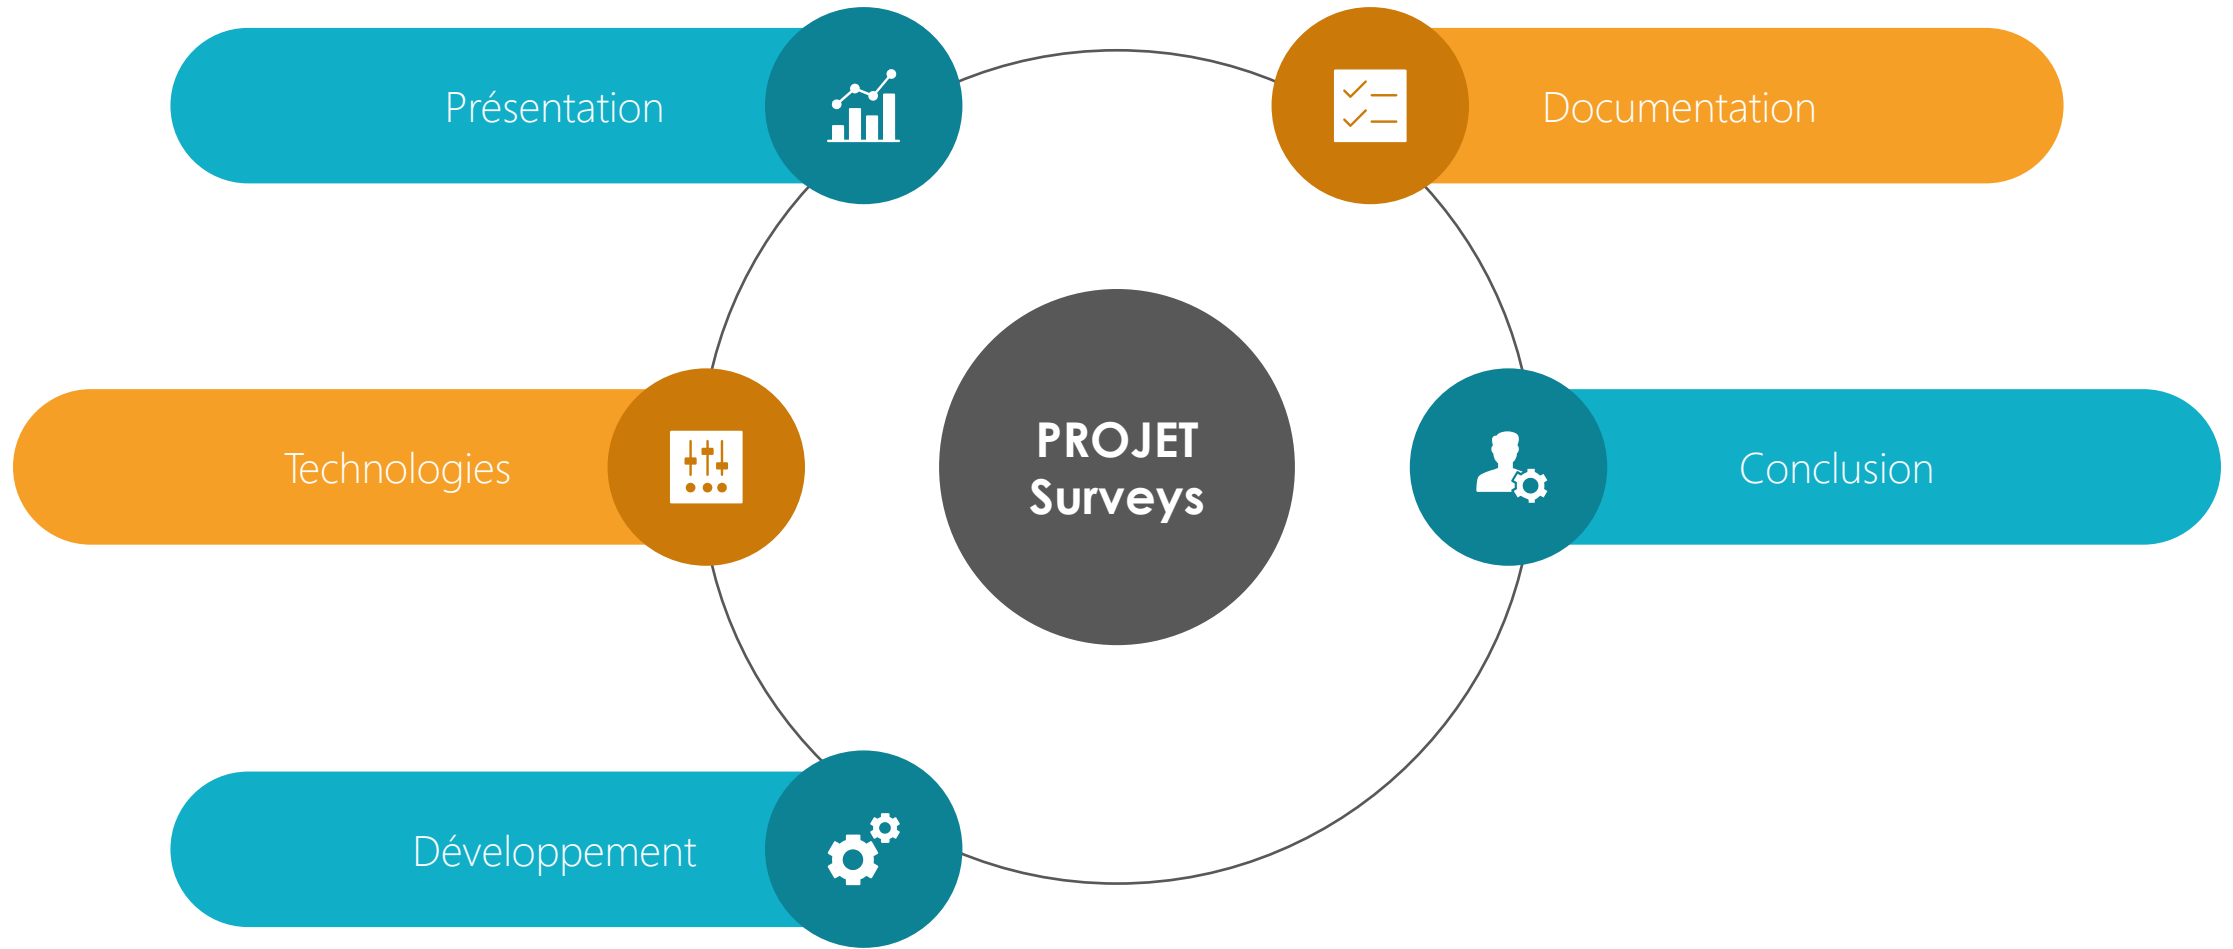 Présentation
Documentation
Technologies
PROJET
Surveys
Conclusion
Développement